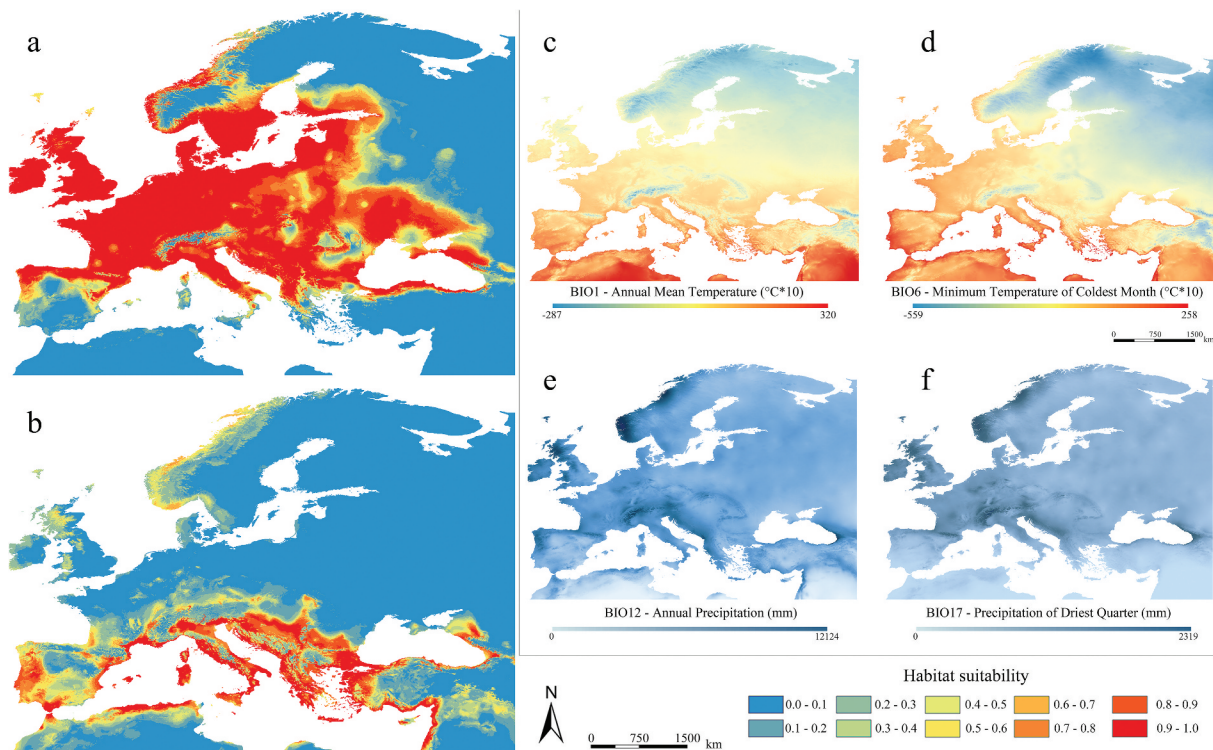 a
b
c
d
BIO1 - Annual Mean Temperature (°C*10)
-287 320
BIO6 - Minimum Temperature of Coldest Month (°C*10)
-559 258
0 750 1500
km
e
f
BIO12 - Annual Precipitation (mm)
0 12124
BIO17 - Precipitation of Driest Quarter (mm)
0 2319
N
0 750 1500
km
Habitat suitability
0.0 - 0.1 0.2 - 0.3 0.4 - 0.5 0.6 - 0.7 0.8 - 0.9
0.1 - 0.2 0.3 - 0.4 0.5 - 0.6 0.7 - 0.8 0.9 - 1.0